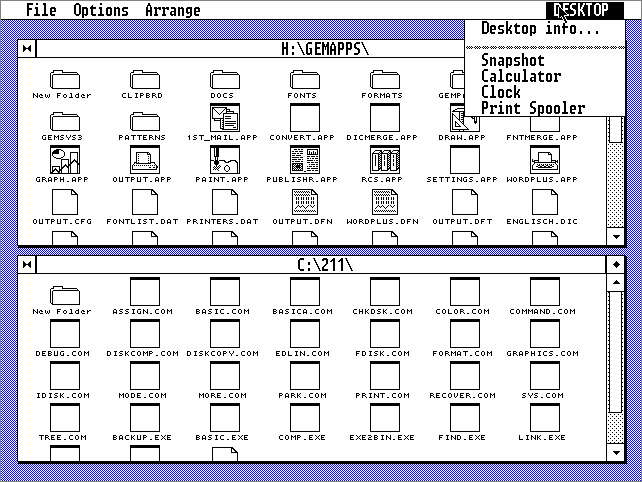 File Options Arrange DESKTOP
Desktop info...
Snapshot
Calculator
Clock
Print Spooler
H:\GEMAPPS\
New Folder CLIPBRD DOCS FONTS FORMATS
GEMSYS3 PATTERNS 1ST_MAIL.APP CONVERT.APP DICMERGE.APP DRAW.APP FNTMERGE.APP
GRAPH.APP OUTPUT.APP PAINT.APP PUBLISHR.APP RCS.APP SETTINGS.APP WORDPLUS.APP
OUTPUT.CFG FONTLIST.DAT PRINTERS.DAT OUTPUT.DFN WORDPLUS.DFN OUTPUT.DFT ENGLISCH.DIC
C:\211\
New Folder ASSIGN.COM BASIC.COM BASICA.COM CHKDSK.COM COLOR.COM COMMAND.COM
DEBUG.COM DISKCOMP.COM DISKCOPY.COM EDLIN.COM FDISK.COM FORMAT.COM GRAPHICS.COM
IDISK.COM MODE.COM MORE.COM PARK.COM PRINT.COM RECOVER.COM SYS.COM
TREE.COM BACKUP.EXE BASIC.EXE COMP.EXE EXE2BIN.EXE FIND.EXE LINK.EXE